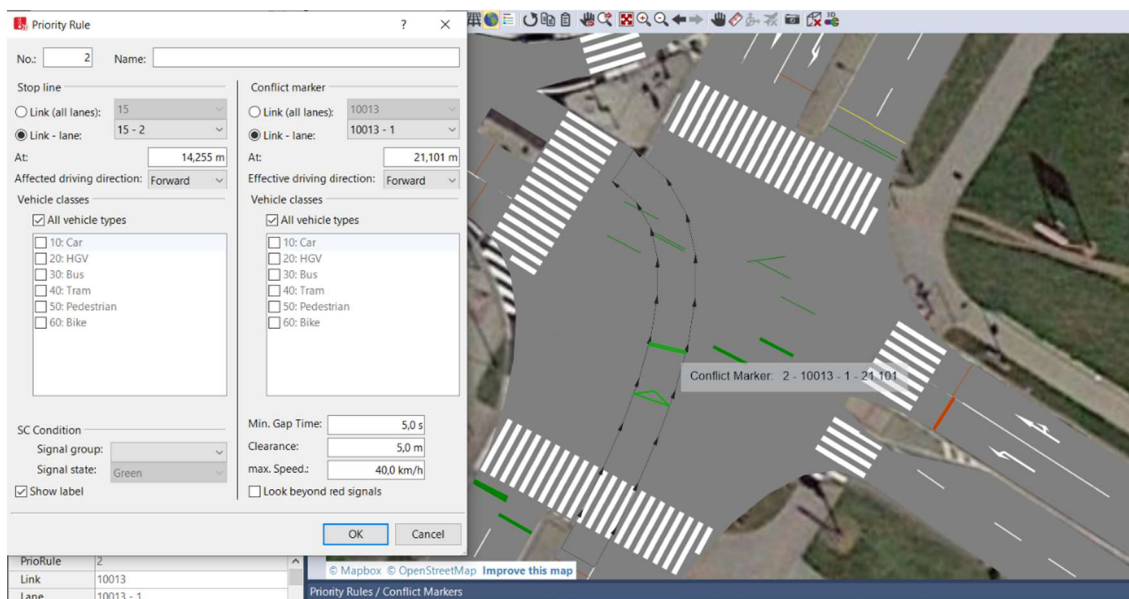 Priority Rule ? ×
No.: 2 Name:
Stop line
Link (all lanes): 15
Link - lane: 15 - 2
At: 14,255 m
Affected driving direction: Forward
Vehicle classes
All vehicle types
10: Car
20: HGV
30: Bus
40: Tram
50: Pedestrian
60: Bike
SC Condition
Signal group:
Signal state: Green
Show label
Conflict marker
Link (all lanes): 10013
Link - lane: 10013 - 1
At: 21,101 m
Effective driving direction: Forward
Vehicle classes
All vehicle types
10: Car
20: HGV
30: Bus
40: Tram
50: Pedestrian
60: Bike
Min. Gap Time: 5,0 s
Clearance: 5,0 m
max. Speed.: 40,0 km/h
Look beyond red signals
OK Cancel
3D
Conflict Marker: 2 - 10013 - 1 - 21.101
PrioRule 2
Link 10013
Lane 10013 - 1
© Mapbox © OpenStreetMap Improve this map
Priority Rules / Conflict Markers